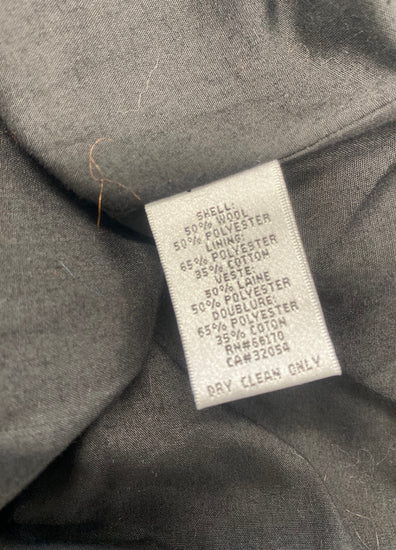 SHELL:
50% WOOL
50% POLYESTER
LINING:
65% POLYESTER
35% COTTON
VESTE:
50% LAINE
50% POLYESTER
DOUBLURE:
65% POLYESTER
35% COTON
RN#66170
CA#32054
DRY CLEAN ONLY